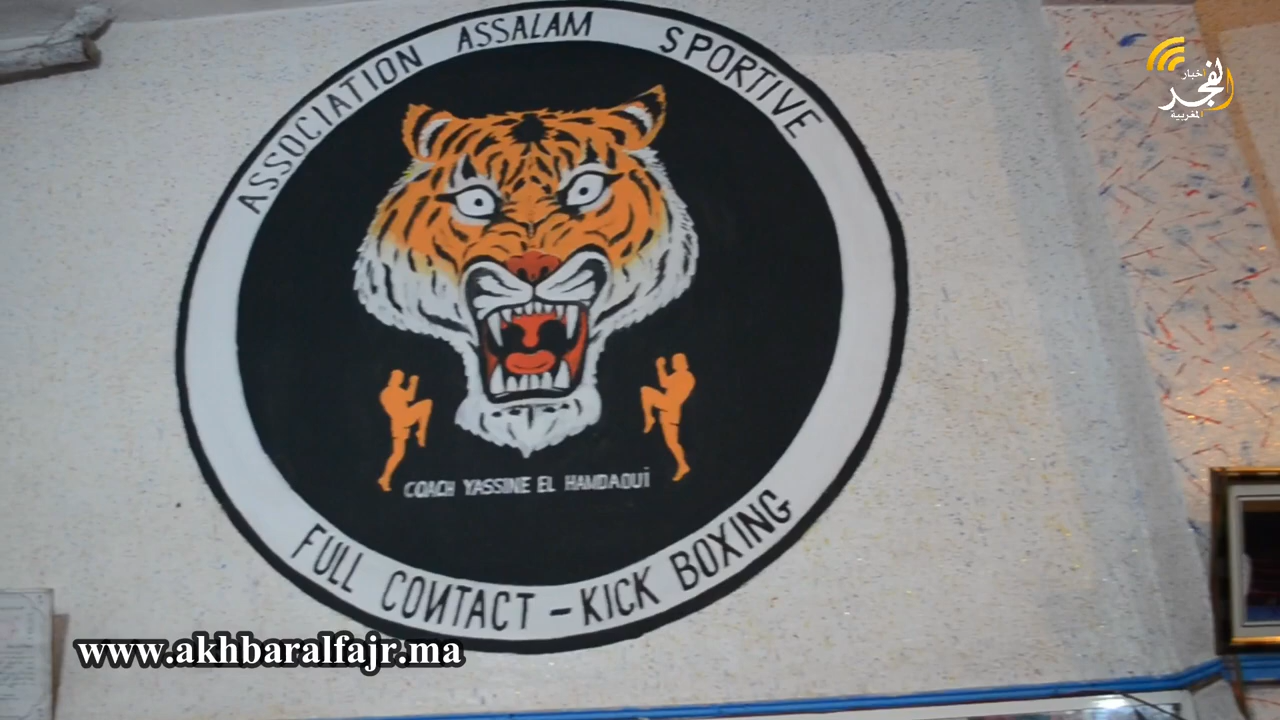 ASSOCIATION ASSALAM SPORTIVE
COACH YASSINE EL HAMDAOUI
FULL CONTACT - KICK BOXING
أخبار
الفجر
المغربية
www.akhbaralfajr.ma